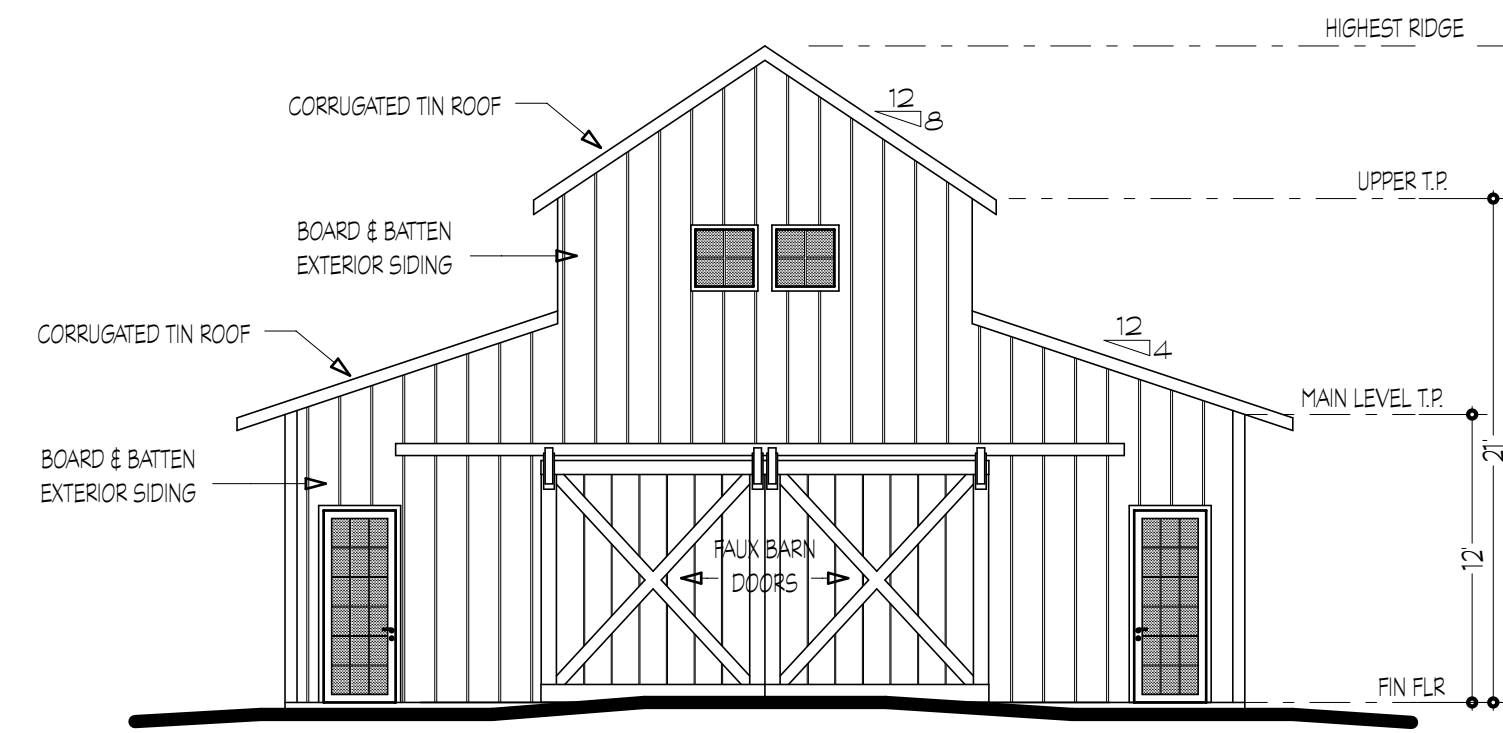 HIGHEST RIDGE
CORRUGATED TIN ROOF
12
8
UPPER T.P.
BOARD & BATTEN
EXTERIOR SIDING
CORRUGATED TIN ROOF
12
4
MAIN LEVEL T.P.
21'
BOARD & BATTEN
EXTERIOR SIDING
FAUX BARN
DOORS
12'
FIN FLR